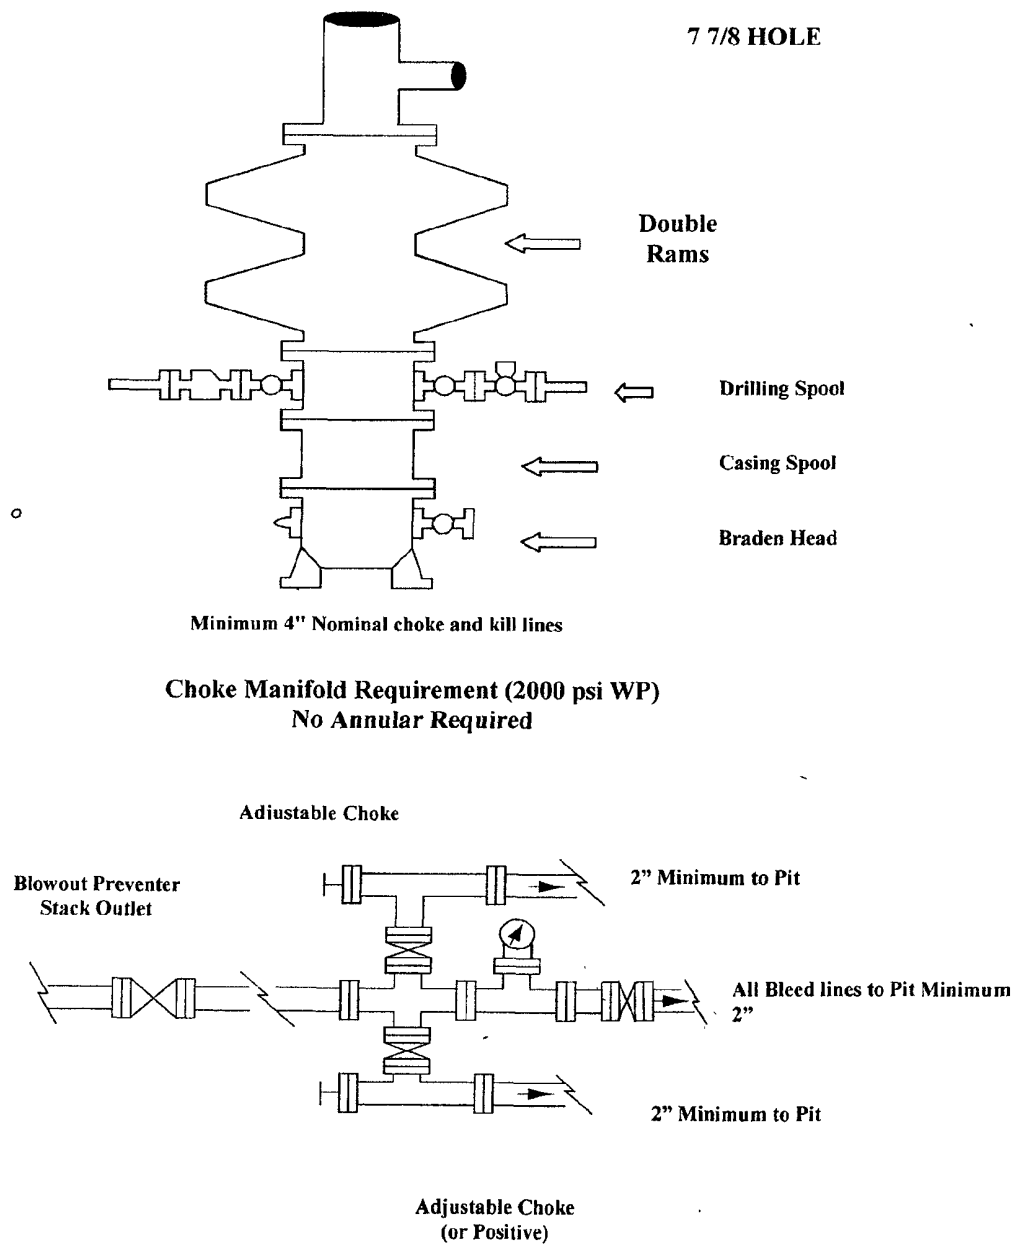 7 7/8 HOLE
Double
Rams
Drilling Spool
Casing Spool
Braden Head
Minimum 4" Nominal choke and kill lines
Choke Manifold Requirement (2000 psi WP)
No Annular Required
Adjustable Choke
Blowout Preventer
Stack Outlet
2” Minimum to Pit
All Bleed lines to Pit Minimum
2”
2” Minimum to Pit
Adjustable Choke
(or Positive)